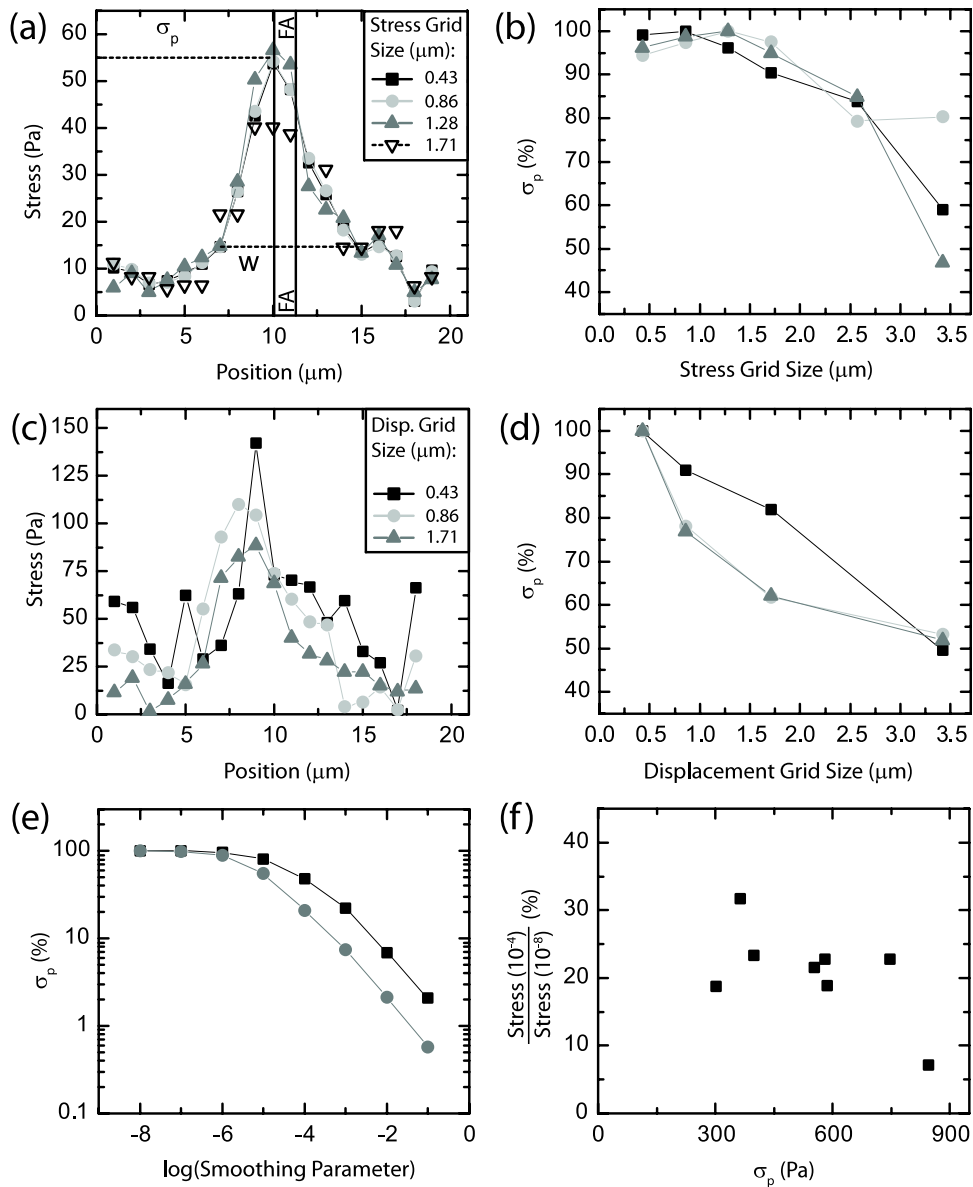 (a)
σp
FA
Stress Grid
Size (μm):
0.43
0.86
1.28
1.71
60
50
40
30
20
10
0
Stress (Pa)
W
FA
0 5 10 15 20
Position (μm)
(b)
100
90
80
70
60
50
40
σp (%)
0.0 0.5 1.0 1.5 2.0 2.5 3.0 3.5
Stress Grid Size (μm)
(c)
Disp. Grid
Size (μm):
0.43
0.86
1.71
150
125
100
75
50
25
0
Stress (Pa)
0 5 10 15 20
Position (μm)
(d)
100
90
80
70
60
50
40
σp (%)
0.0 0.5 1.0 1.5 2.0 2.5 3.0 3.5
Displacement Grid Size (μm)
(e)
100
10
1
0.1
σp (%)
-8 -6 -4 -2 0
log(Smoothing Parameter)
(f)
40
30
20
10
0
Stress (10⁻⁴)
Stress (10⁻⁸)
(%)
0 300 600 900
σp (Pa)